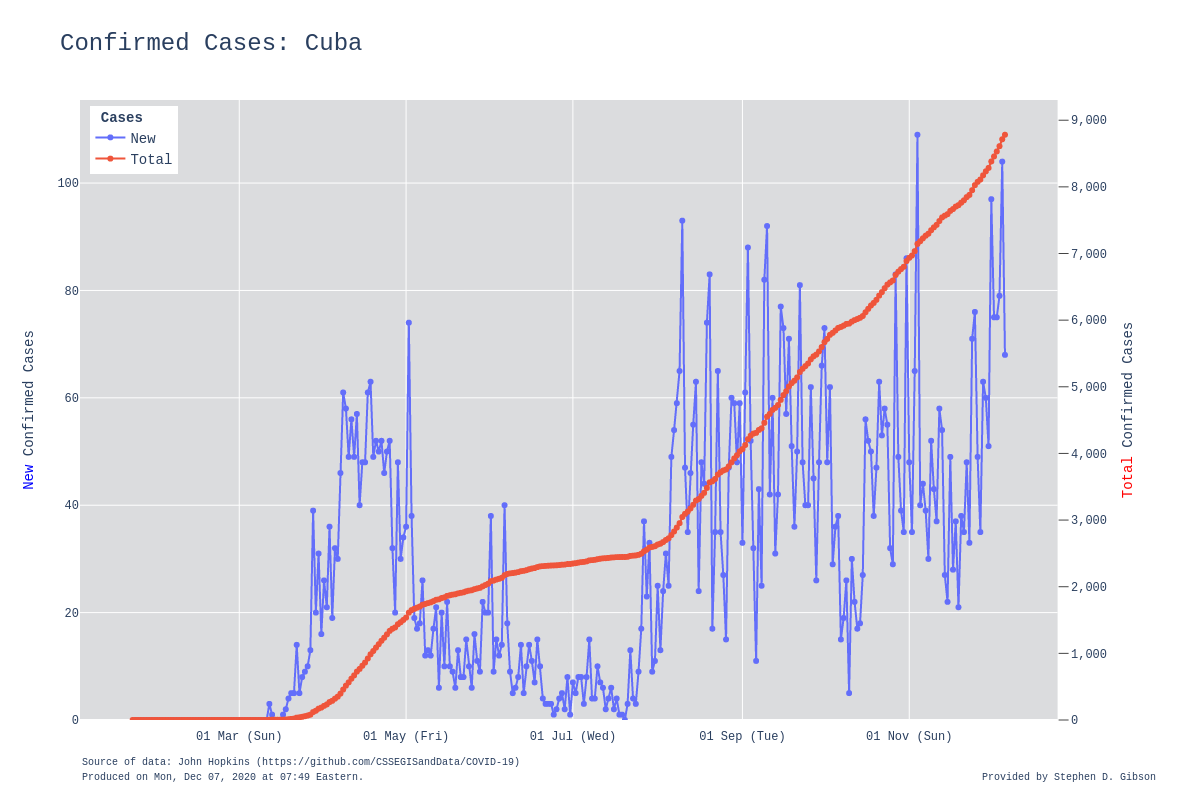 Confirmed Cases: Cuba
Cases
New
Total
100
80
60
40
20
0
New Confirmed Cases
9,000
8,000
7,000
6,000
5,000
4,000
3,000
2,000
1,000
0
Total Confirmed Cases
01 Mar (Sun) 01 May (Fri) 01 Jul (Wed) 01 Sep (Tue) 01 Nov (Sun)
Source of data: John Hopkins (https://github.com/CSSEGISandData/COVID-19)
Produced on Mon, Dec 07, 2020 at 07:49 Eastern.
Provided by Stephen D. Gibson